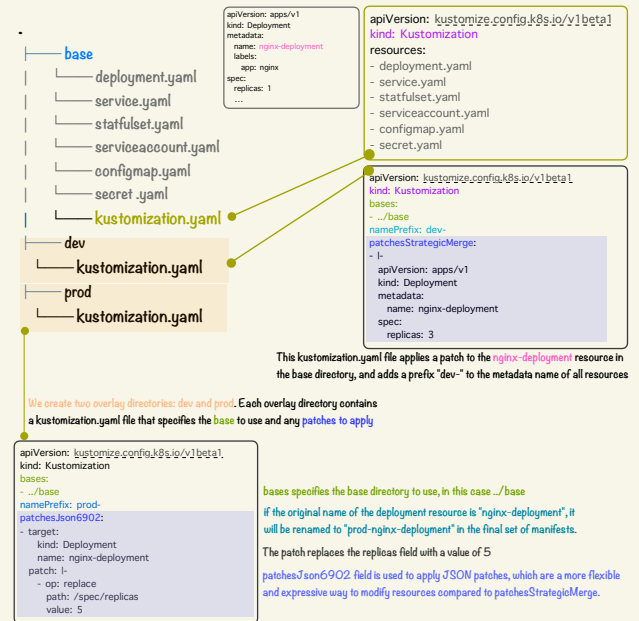 .
base
deployment.yaml
service.yaml
statfulset.yaml
serviceaccount.yaml
configmap.yaml
secret .yaml
kustomization.yaml
dev
kustomization.yaml
prod
kustomization.yaml
apiVersion: apps/v1
kind: Deployment
metadata:
name: nginx-deployment
labels:
app: nginx
spec:
replicas: 1
...
apiVersion: kustomize.config.k8s.io/v1beta1
kind: Kustomization
resources:
- deployment.yaml
- service.yaml
- statfulset.yaml
- serviceaccount.yaml
- configmap.yaml
- secret.yaml
apiVersion: kustomize.config.k8s.io/v1beta1
kind: Kustomization
bases:
- ../base
namePrefix: dev-
patchesStrategicMerge:
- |-
apiVersion: apps/v1
kind: Deployment
metadata:
name: nginx-deployment
spec:
replicas: 3
This kustomization.yaml file applies a patch to the nginx-deployment resource in
the base directory, and adds a prefix "dev-" to the metadata name of all resources
We create two overlay directories: dev and prod. Each overlay directory contains
a kustomization.yaml file that specifies the base to use and any patches to apply
apiVersion: kustomize.config.k8s.io/v1beta1
kind: Kustomization
bases:
- ../base
namePrefix: prod-
patchesJson6902:
- target:
kind: Deployment
name: nginx-deployment
patch: |-
- op: replace
path: /spec/replicas
value: 5
bases specifies the base directory to use, in this case ../base
if the original name of the deployment resource is "nginx-deployment", it
will be renamed to "prod-nginx-deployment" in the final set of manifests.
The patch replaces the replicas field with a value of 5
patchesJson6902 field is used to apply JSON patches, which are a more flexible
and expressive way to modify resources compared to patchesStrategicMerge.